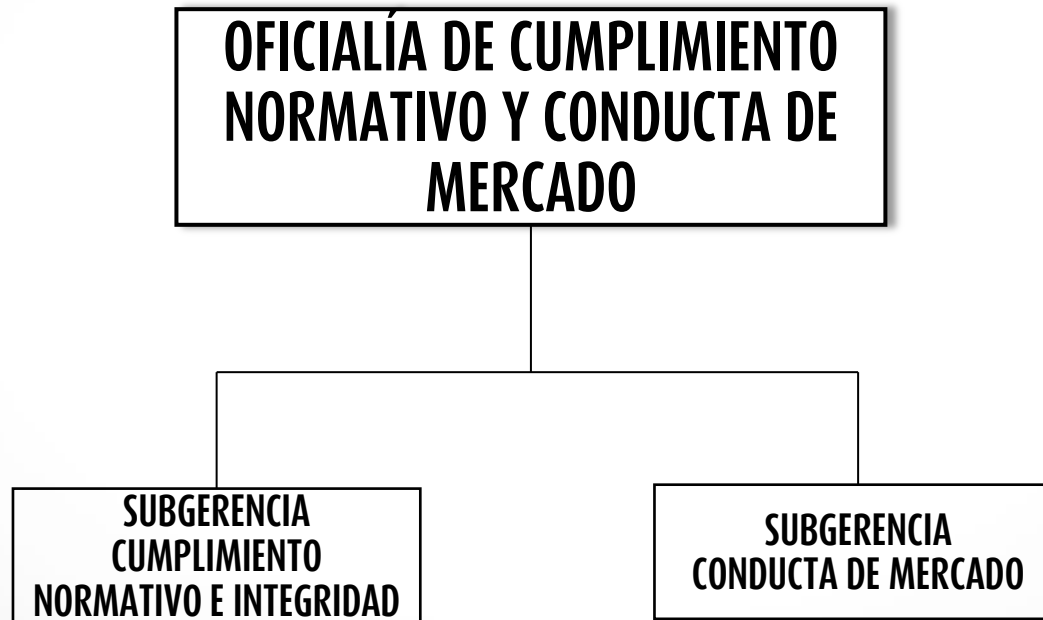 OFICIALÍA DE CUMPLIMIENTO
NORMATIVO Y CONDUCTA DE
MERCADO
SUBGERENCIA
CUMPLIMIENTO
NORMATIVO E INTEGRIDAD
SUBGERENCIA
CONDUCTA DE MERCADO